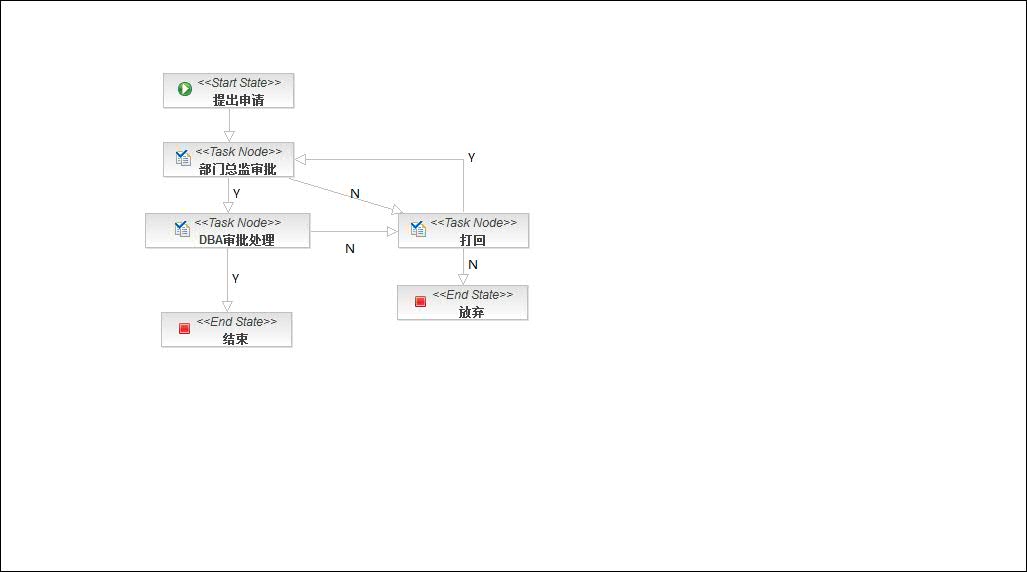 <<Start State>>
提出申请
<<Task Node>>
部门总监审批
Y
Y
N
<<Task Node>>
DBA审批处理
<<Task Node>>
打回
N
N
Y
<<End State>>
放弃
<<End State>>
结束